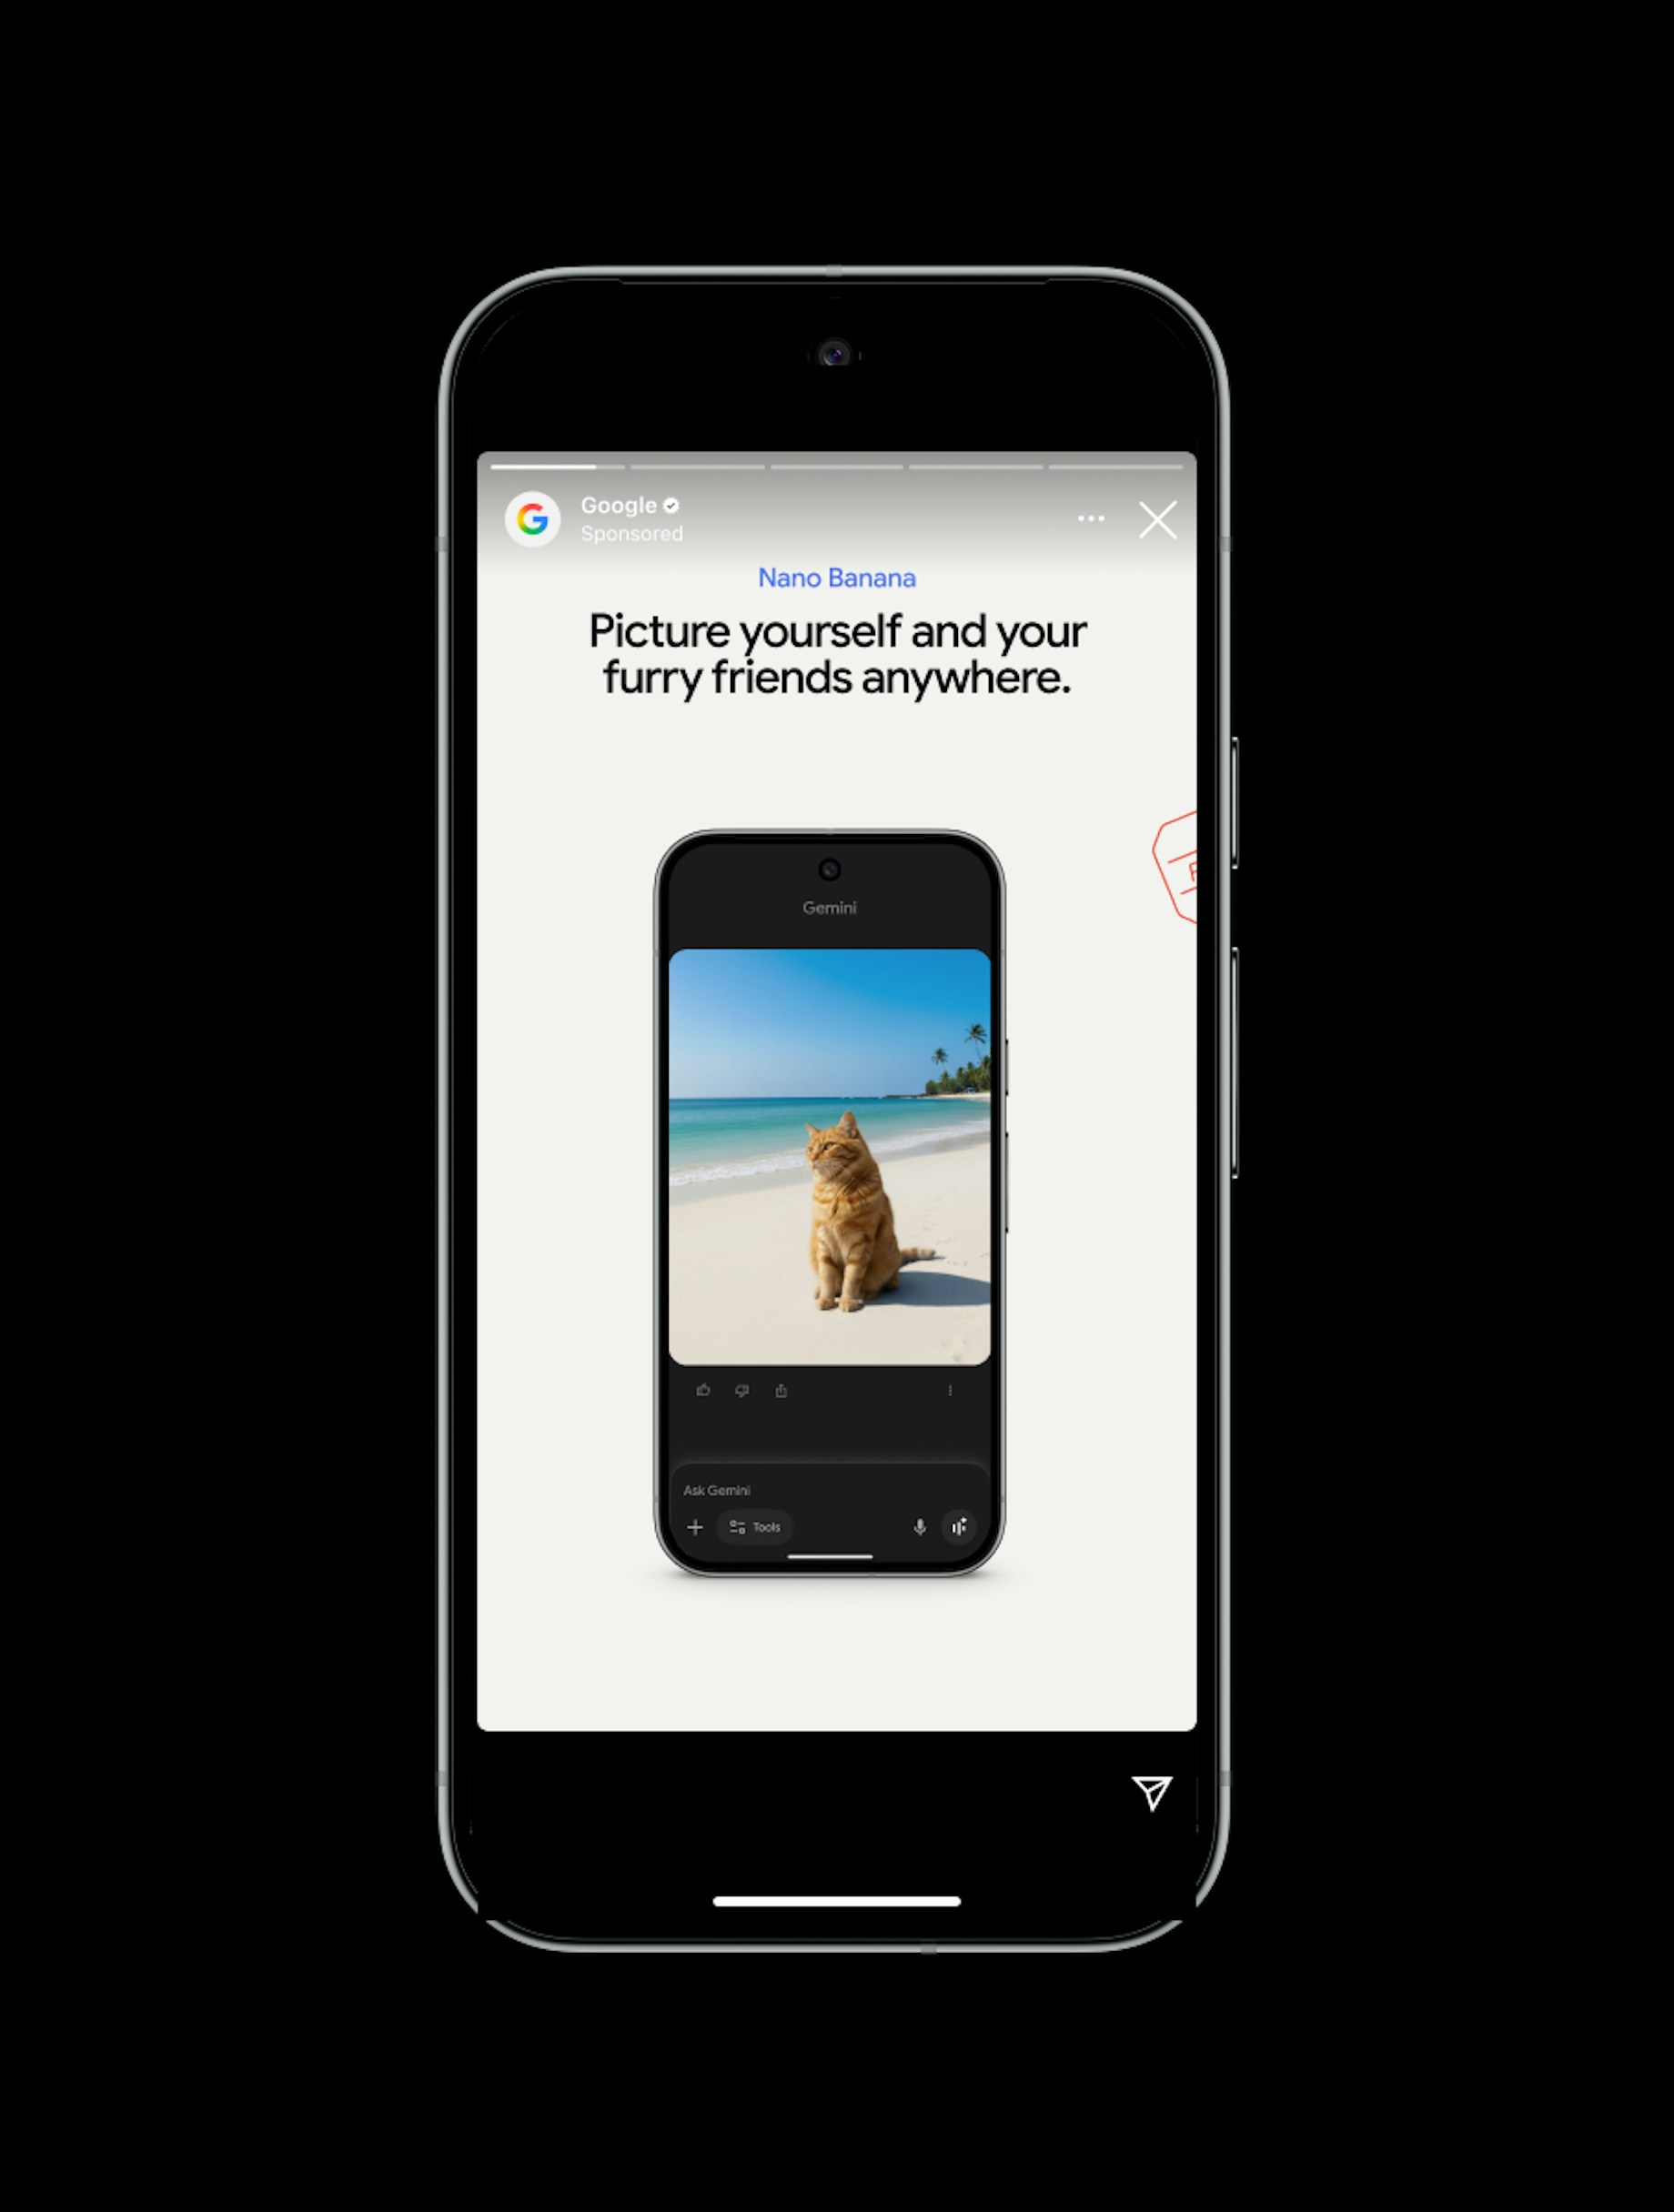 Google
Sponsored
Nano Banana
Picture yourself and your
furry friends anywhere.
Gemini
Ask Gemini
Tools